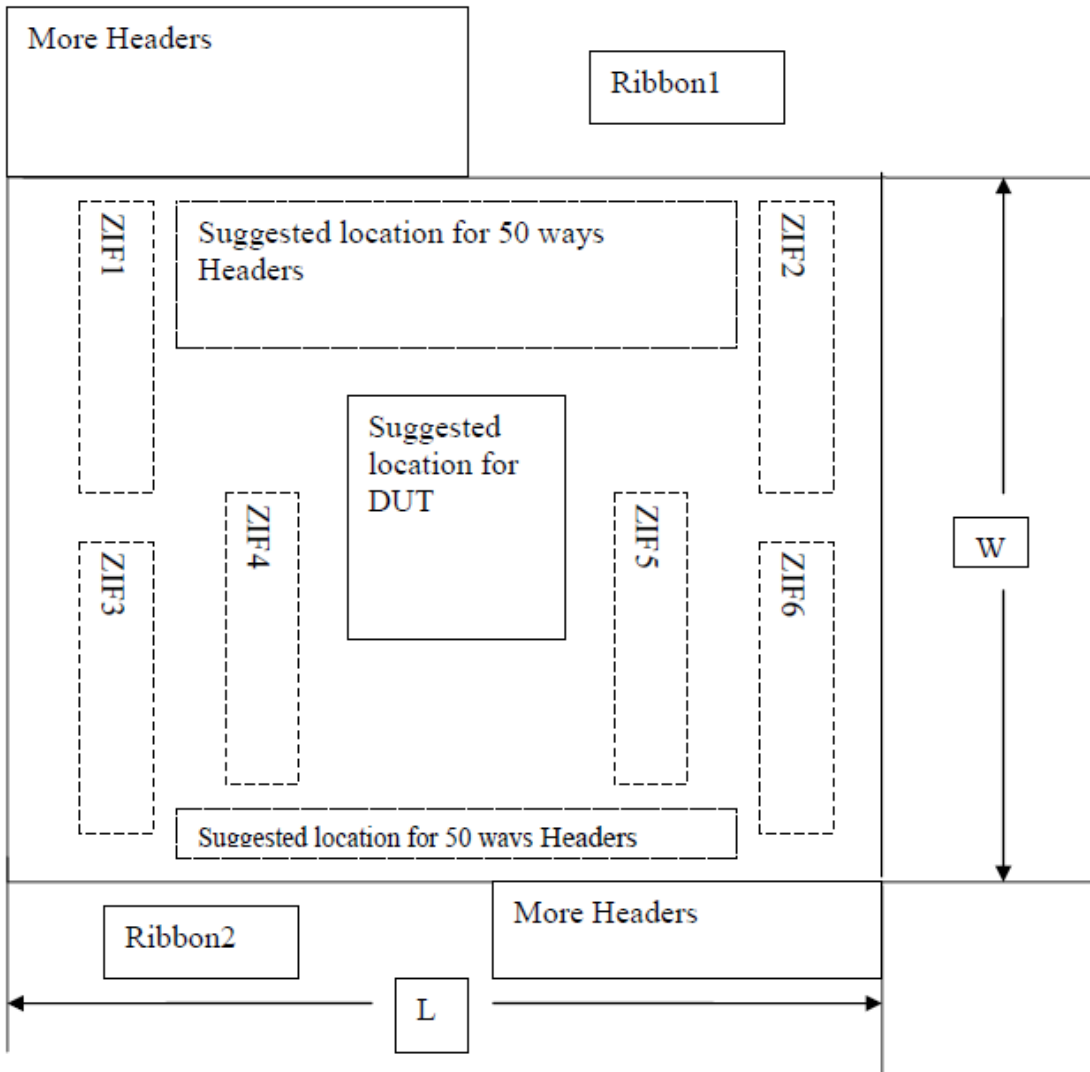 More Headers
Ribbon1
ZIF1
Suggested location for 50 ways
Headers
ZIF2
Suggested
location for
DUT
ZIF4
ZIF5
W
ZIF3
ZIF6
Suggested location for 50 ways Headers
Ribbon2
More Headers
L